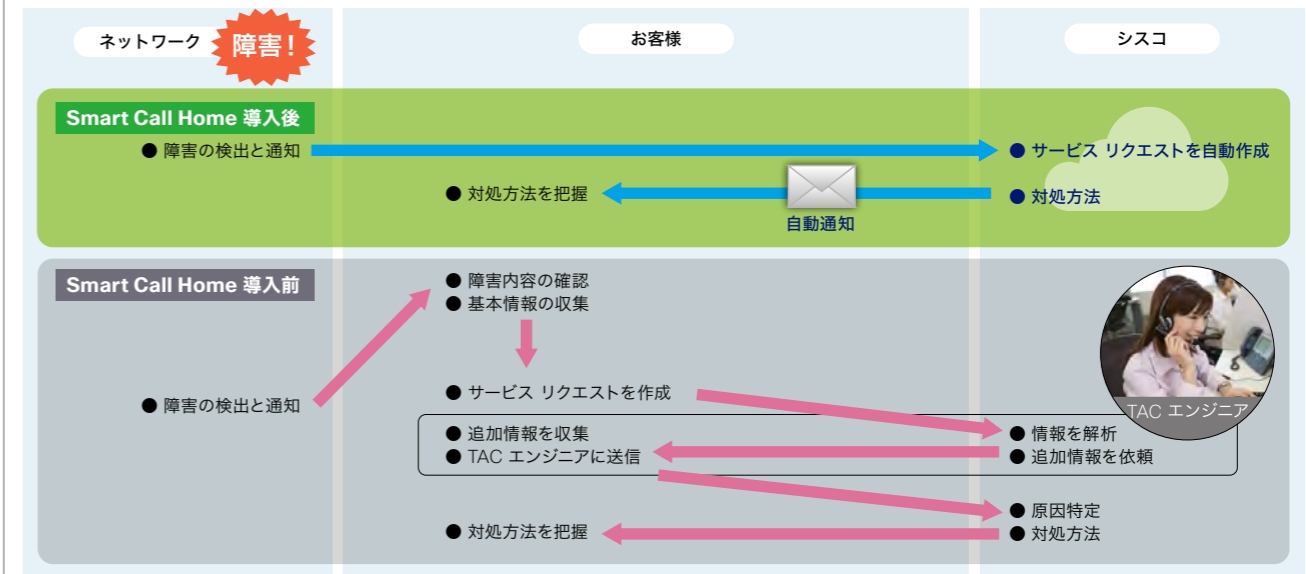 ネットワーク
障害!
お客様
シスコ
Smart Call Home 導入後
● 障害の検出と通知
● サービス リクエストを自動作成
● 対処方法を把握
● 対処方法
自動通知
Smart Call Home 導入前
● 障害内容の確認
● 基本情報の収集
● 障害の検出と通知
● サービス リクエストを作成
TAC エンジニア
● 追加情報を収集
● 情報を解析
● TAC エンジニアに送信
● 追加情報を依頼
● 原因特定
● 対処方法を把握
● 対処方法